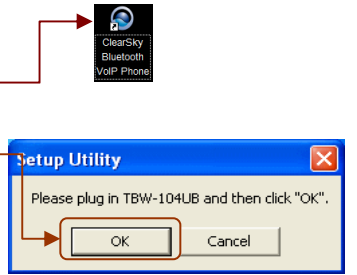 ClearSky
Bluetooth
VoIP Phone
Setup Utility
Please plug in TBW-104UB and then click "OK".
OK Cancel